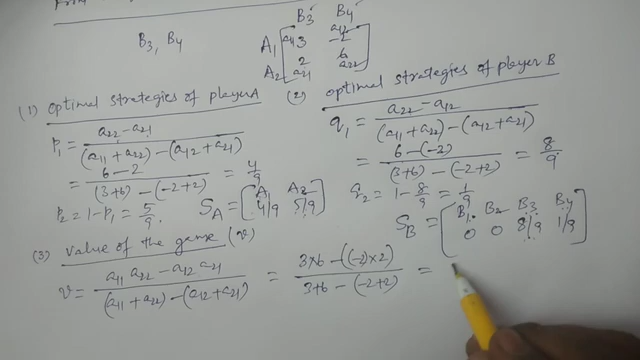 B3, B4
B3 B4
A1 a11 3 a12 -2
A2 2 a21 6 a22
(1) optimal strategies of player A
P1 = a22 - a21 / (a11 + a22) - (a12 + a21)
= 6 - 2 / (3+6) - (-2+2) = 4/9
P2 = 1 - P1 = 5/9
SA = [ A1 A2
4/9 5/9 ]
(2) optimal strategies of player B
q1 = a22 - a12 / (a11 + a22) - (a12 + a21)
= 6 - (-2) / (3+6) - (-2+2) = 8/9
q2 = 1 - 8/9 = 1/9
SB = [ B1 B2 B3 B4
0 0 8/9 1/9 ]
(3) value of the game (v)
v = a11 a22 - a12 a21 / (a11 + a22) - (a12 + a21) = 3×6 - ((-2)×2) / 3+6 - (-2+2) =